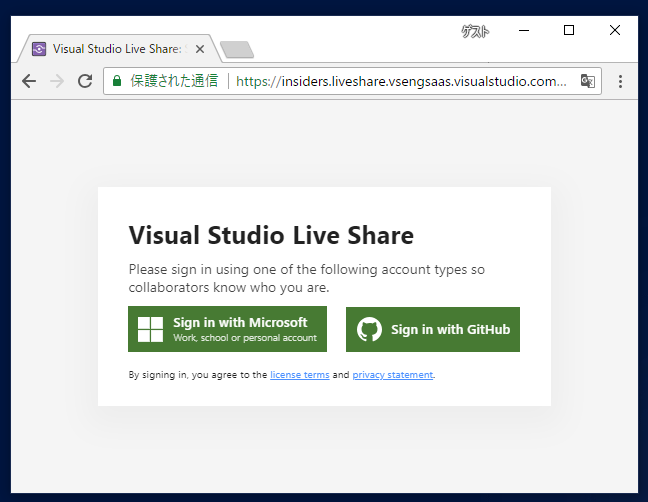 ゲスト
Visual Studio Live Share:
保護された通信
https://insiders.liveshare.vsengsaas.visualstudio.com...
Visual Studio Live Share
Please sign in using one of the following account types so
collaborators know who you are.
Sign in with Microsoft
Work, school or personal account
Sign in with GitHub
By signing in, you agree to the license terms and privacy statement.